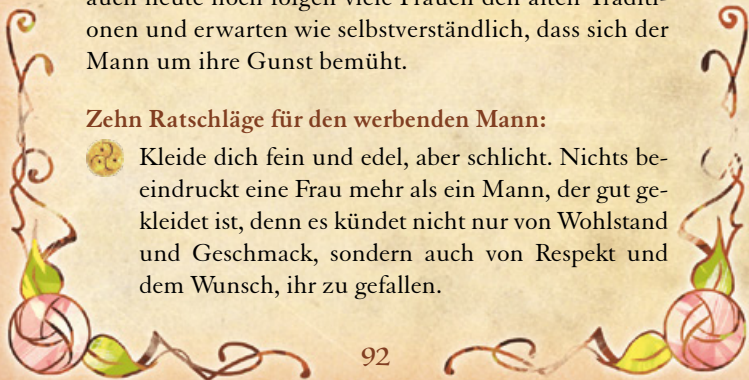 auch heute noch folgen viele Frauen den alten Traditi-
onen und erwarten wie selbstverständlich, dass sich der
Mann um ihre Gunst bemüht.
Zehn Ratschläge für den werbenden Mann:
Kleide dich fein und edel, aber schlicht. Nichts be-
eindruckt eine Frau mehr als ein Mann, der gut ge-
kleidet ist, denn es kündet nicht nur von Wohlstand
und Geschmack, sondern auch von Respekt und
dem Wunsch, ihr zu gefallen.
92